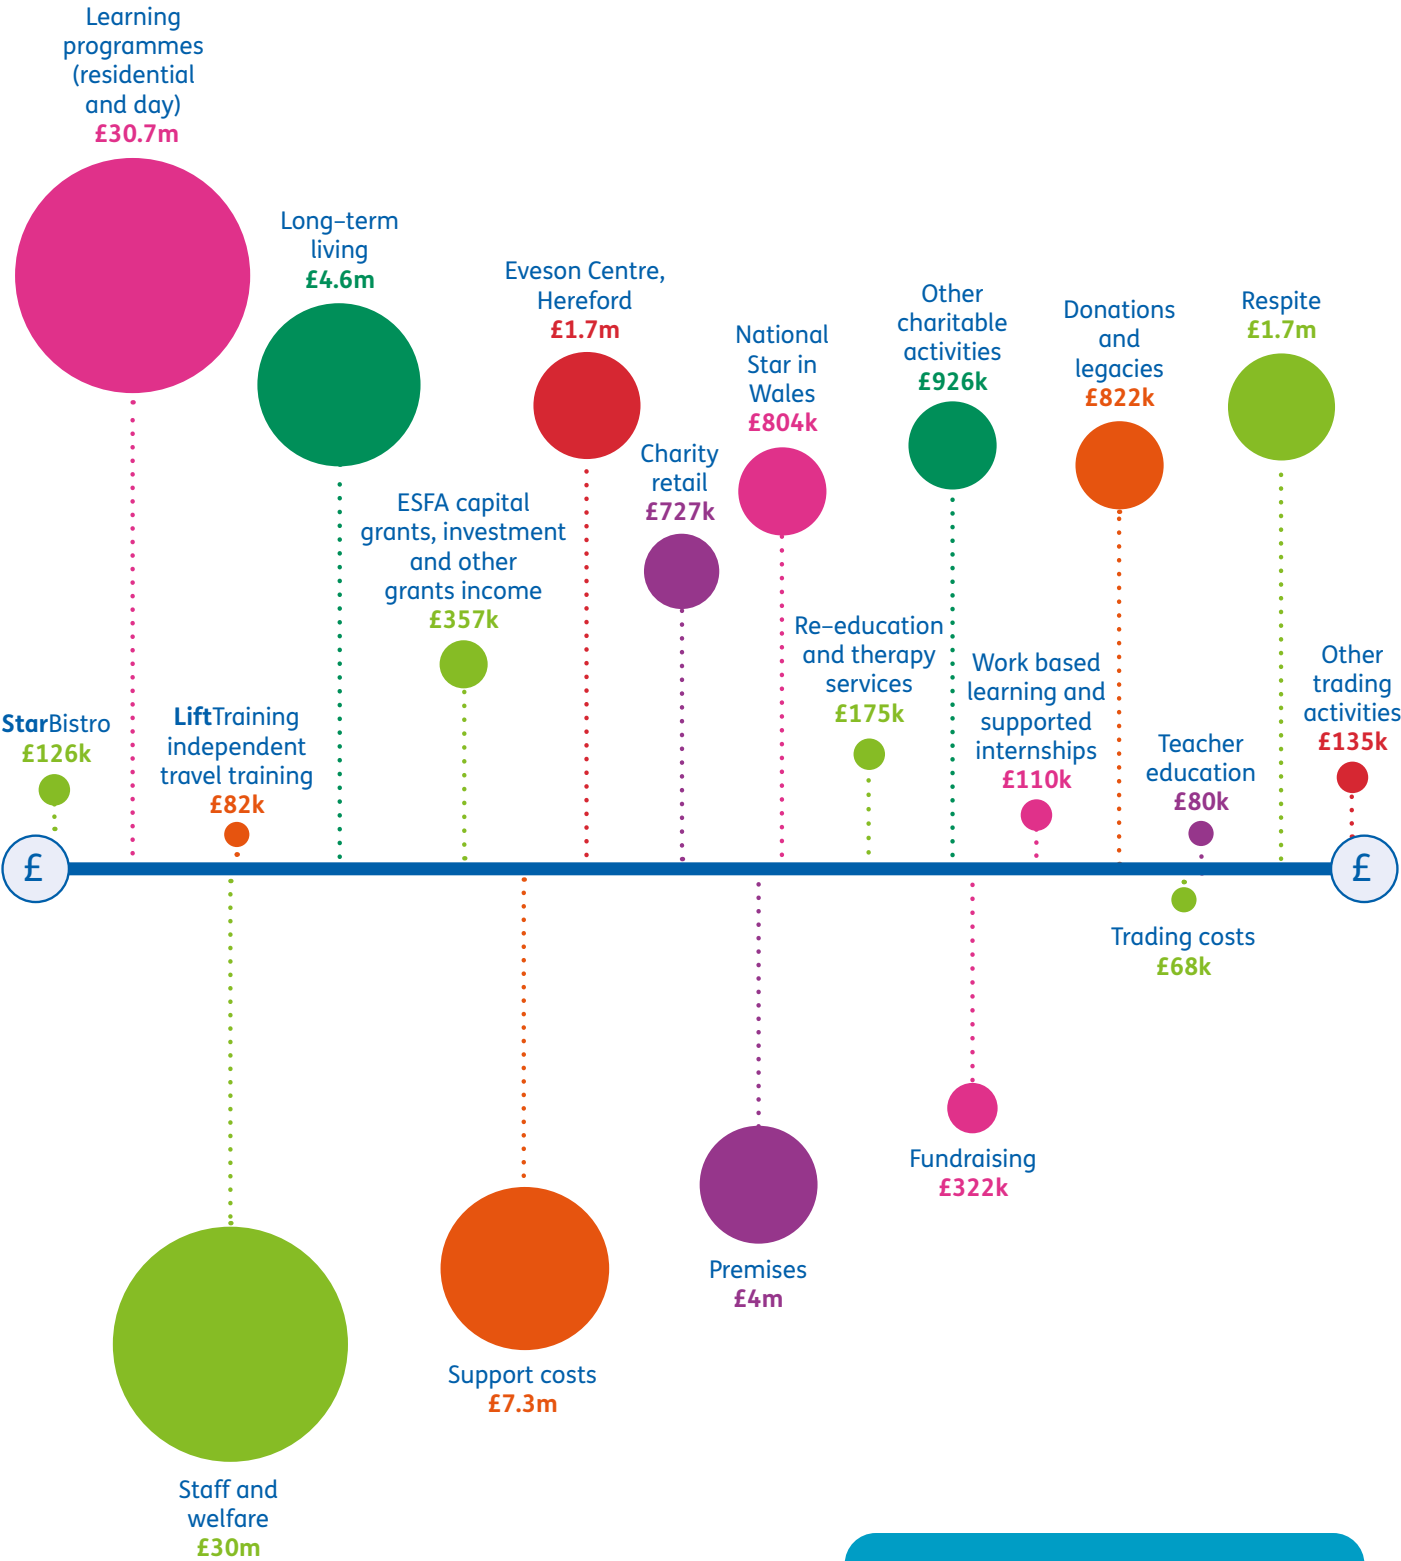 Learning
programmes
(residential
and day)
£30.7m
Long–term
living
£4.6m
Eveson Centre,
Hereford
£1.7m
National
Star in
Wales
£804k
Other
charitable
activities
£926k
Donations
and
legacies
£822k
Respite
£1.7m
Charity
retail
£727k
ESFA capital
grants, investment
and other
grants income
£357k
Re–education
and therapy
services
£175k
Work based
learning and
supported
internships
£110k
Other
trading
activities
£135k
StarBistro
£126k
LiftTraining
independent
travel training
£82k
Teacher
education
£80k
£
£
Trading costs
£68k
Fundraising
£322k
Premises
£4m
Support costs
£7.3m
Staff and
welfare
£30m